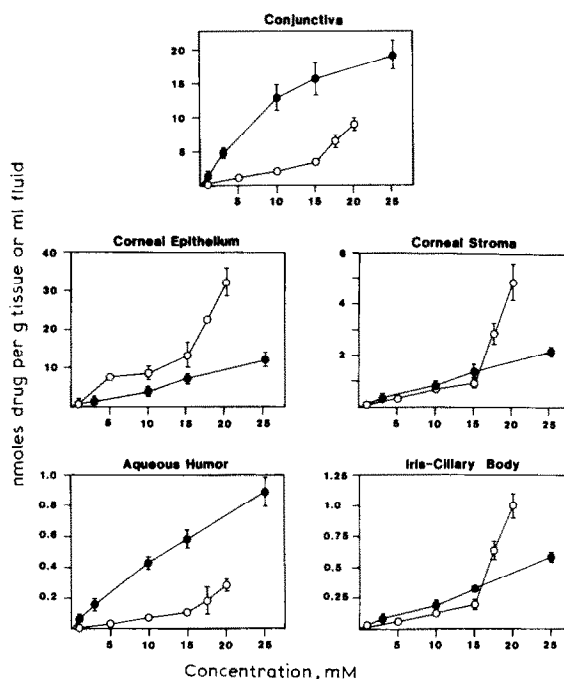 Conjunctiva
20
15
10
5
5 10 15 20 25
nmoles drug per g tissue or ml fluid
Corneal Epithelium
40
30
20
10
5 10 15 20 25
Corneal Stroma
6
4
2
5 10 15 20 25
Aqueous Humor
1.0
0.8
0.6
0.4
0.2
5 10 15 20 25
Iris-Ciliary Body
1.25
1.0
0.75
0.50
0.25
5 10 15 20 25
Concentration, mM